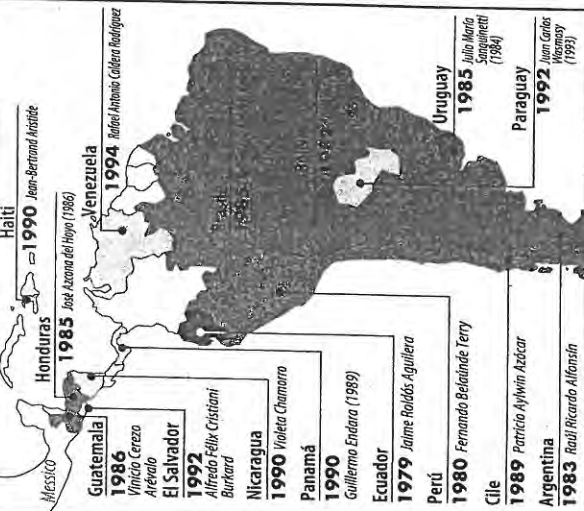 Haiti
1990 Jean-Bertrand Aristide
Honduras
1985 José Azcona del Hoyo (1986)
Venezuela
1994 Rafael Antonio Caldera Rodríguez
Messico
Guatemala
1986
Vinicio Cerezo
Arévalo
El Salvador
1992
Alfredo Félix Cristiani
Burkard
Nicaragua
1990 Violeta Chamorro
Panamá
1990
Guillermo Endara (1989)
Ecuador
1979 Jaime Roldós Aguilera
Perú
1980 Fernando Belaúnde Terry
Cile
1989 Patricio Aylwin Azócar
Argentina
1983 Raúl Ricardo Alfonsín
Uruguay
1985 Julio María
Sanguinetti
(1984)
Paraguay
1992 Juan Carlos
Wasmosy
(1993)